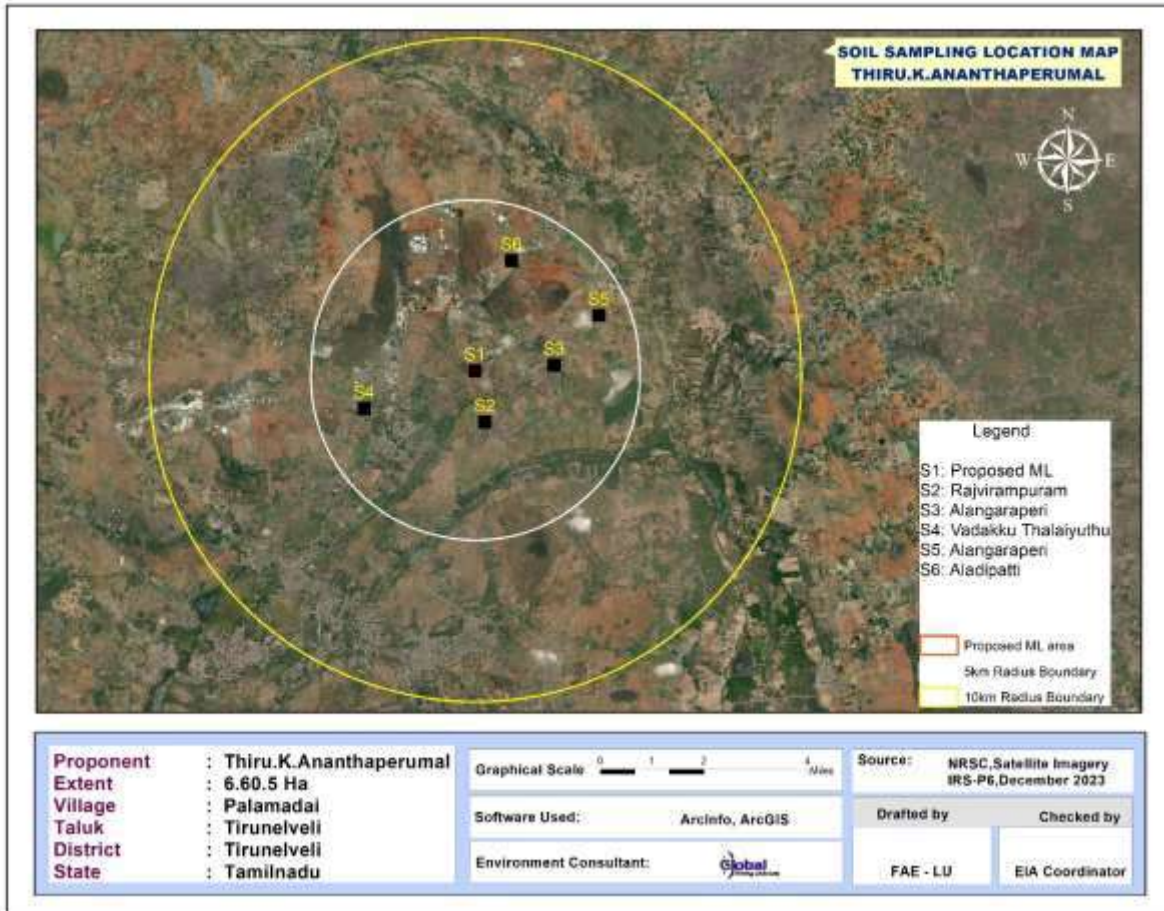 SOIL SAMPLING LOCATION MAP
THIRU.K.ANANTHAPERUMAL
N
W E
S
S6
S5
S1
S3
S4
S2
Legend
S1: Proposed ML
S2: Rajvirampuram
S3: Alangaraperi
S4: Vadakku Thalaiyuthu
S5: Alangaraperi
S6: Aladipatti
Proposed ML area
5km Radius Boundary
10km Radius Boundary
Proponent : Thiru.K.Ananthaperumal
Extent : 6.60.5 Ha
Village : Palamadai
Taluk : Tirunelveli
District : Tirunelveli
State : Tamilnadu
Graphical Scale 0 1 2 4 Miles
Software Used: ArcInfo, ArcGIS
Environment Consultant: Global
Source: NRSC,Satellite Imagery
IRS-P6,December 2023
Drafted by Checked by
FAE - LU EIA Coordinator